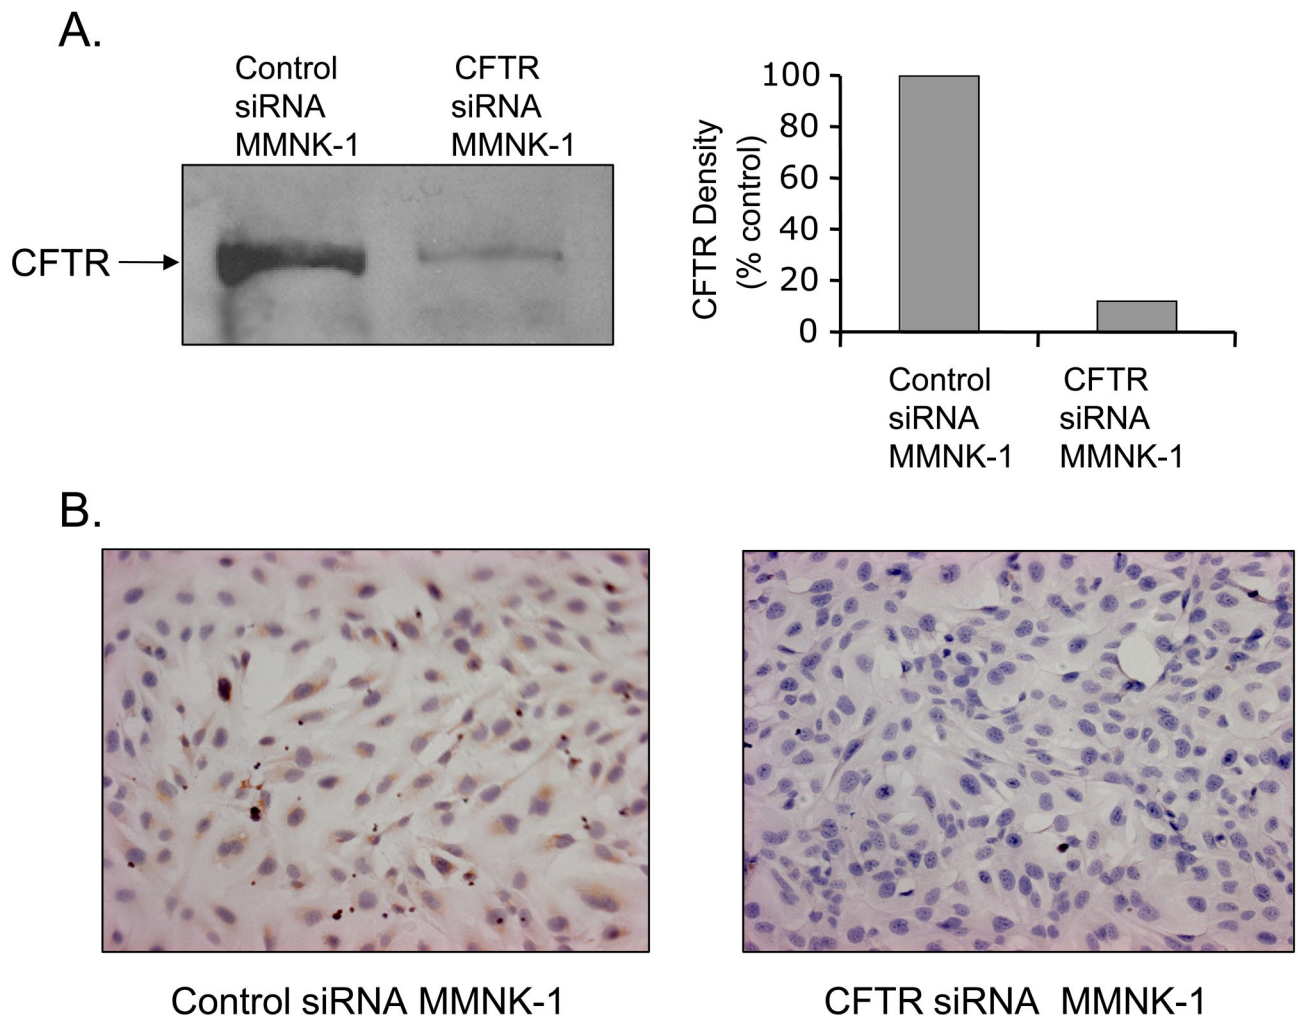 A.
Control
siRNA
MMNK-1
CFTR
siRNA
MMNK-1
CFTR
CFTR Density
(% control)
100
80
60
40
20
0
Control
siRNA
MMNK-1
CFTR
siRNA
MMNK-1
B.
Control siRNA MMNK-1
CFTR siRNA MMNK-1